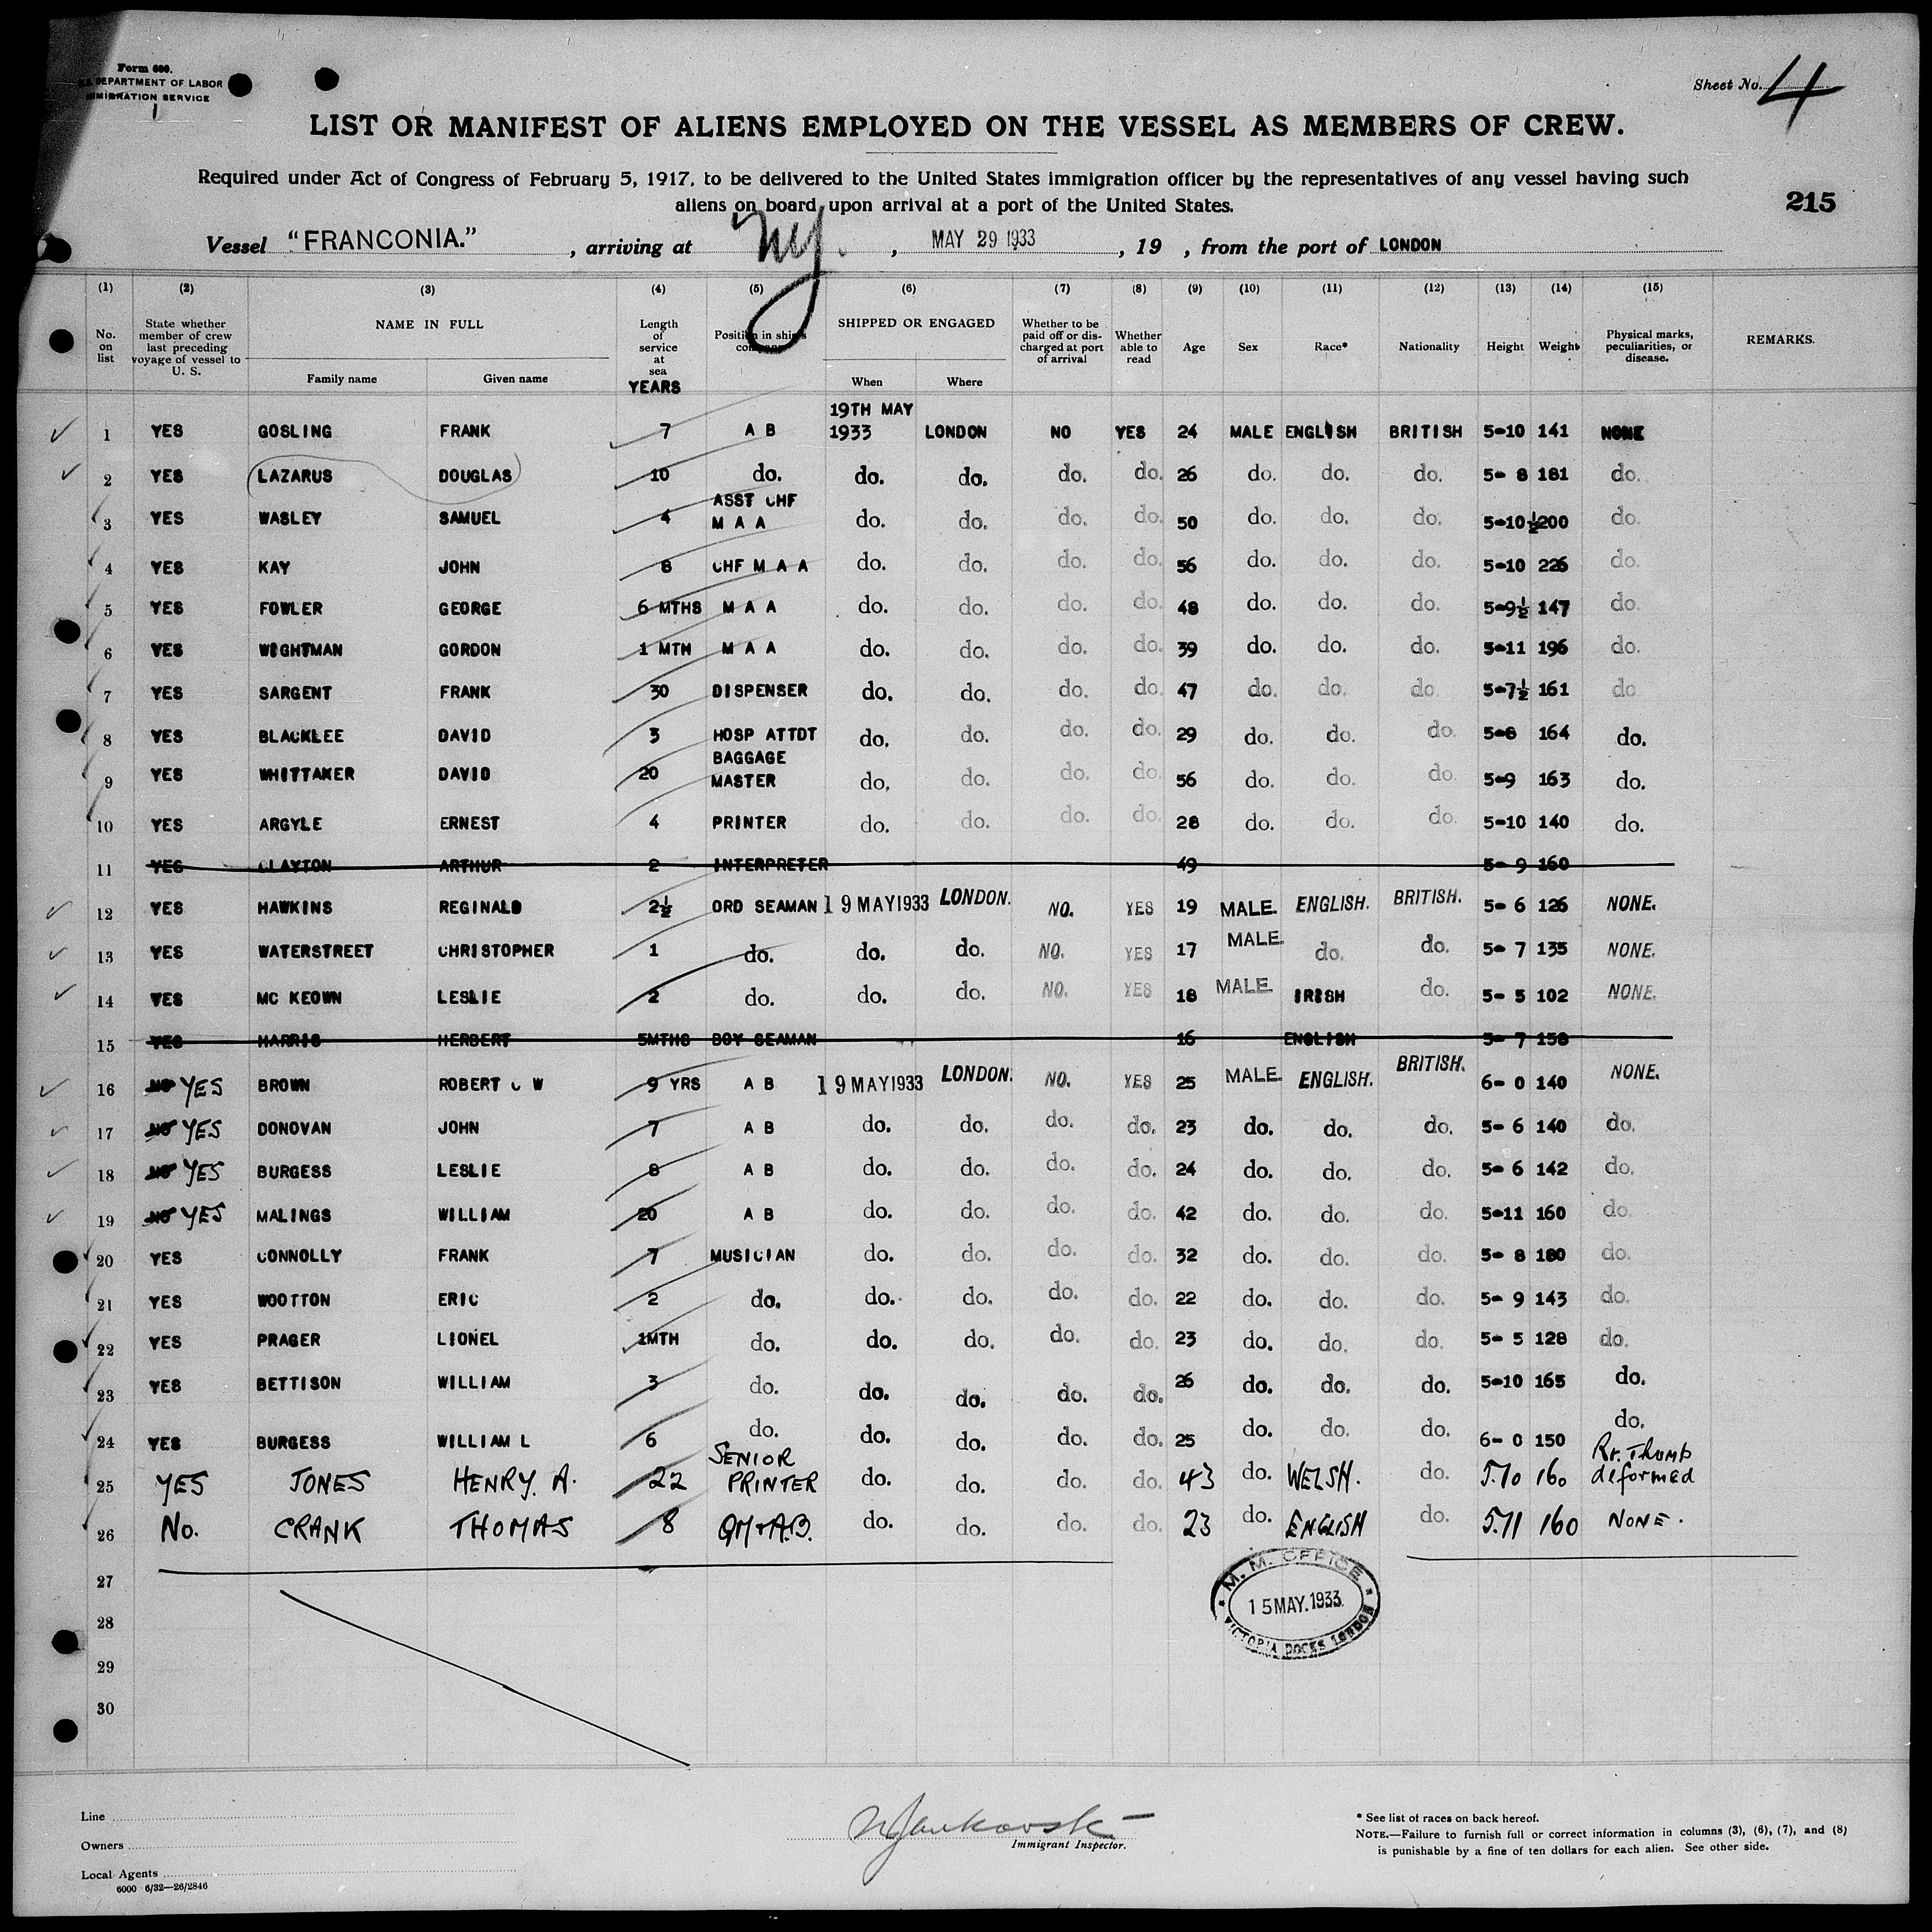 Form 680.
U.S. DEPARTMENT OF LABOR
IMMIGRATION SERVICE
Sheet No. 4
LIST OR MANIFEST OF ALIENS EMPLOYED ON THE VESSEL AS MEMBERS OF CREW.
Required under Act of Congress of February 5, 1917, to be delivered to the United States immigration officer by the representatives of any vessel having such
aliens on board upon arrival at a port of the United States.
215
Vessel "FRANCONIA." , arriving at NY. , MAY 29 1933 , 19 , from the port of LONDON
(1) (2) (3) (4) (5) (6) (7) (8) (9) (10) (11) (12) (13) (14) (15)
No. on list State whether member of crew last preceding voyage of vessel to U. S. NAME IN FULL Family name Given name Length of service at sea YEARS Position in ship's company SHIPPED OR ENGAGED When Where Whether to be paid off or discharged at port of arrival Whether able to read Age Sex Race* Nationality Height Weight Physical marks, peculiarities, or disease. REMARKS.
1 YES GOSLING FRANK 7 A B 19TH MAY 1933 LONDON NO YES 24 MALE ENGLISH BRITISH 5-10 141 NONE
2 YES LAZARUS DOUGLAS 10 do. do. do. do. do. 26 do. do. do. 5- 8 181 do.
3 YES WASLEY SAMUEL 4 ASST CHF M A A do. do. do. do. 50 do. do. do. 5-10½ 200 do.
4 YES KAY JOHN 8 CHF M A A do. do. do. do. 56 do. do. do. 5-10 226 do.
5 YES FOWLER GEORGE 6 MTHS M A A do. do. do. do. 48 do. do. do. 5-9½ 147 do.
6 YES WIGHTMAN GORDON 1 MTH M A A do. do. do. do. 39 do. do. do. 5-11 196 do.
7 YES SARGENT FRANK 30 DISPENSER do. do. do. do. 47 do. do. do. 5-7½ 161 do
8 YES BLACKLEE DAVID 3 HOSP ATTDT do. do. do. do. 29 do. do. do. 5-8 164 do.
9 YES WHITTAKER DAVID 20 BAGGAGE MASTER do. do. do. do. 56 do. do. do. 5-9 163 do.
10 YES ARGYLE ERNEST 4 PRINTER do. do. do. do. 28 do. do. do. 5-10 140 do.
11 YES CLAYTON ARTHUR 2 INTERPRETER 49 5- 9 160
12 YES HAWKINS REGINALD 2½ ORD SEAMAN 19 MAY 1933 LONDON. NO. YES 19 MALE. ENGLISH. BRITISH. 5- 6 126 NONE.
13 YES WATERSTREET CHRISTOPHER 1 do. do. do. NO. YES 17 MALE. do. do. 5- 7 135 NONE.
14 YES MC KEOWN LESLIE 2 do. do. do. NO. YES 18 MALE. IRISH do. 5- 5 102 NONE.
15 YES HARRIS HERBERT 5MTHS BOY SEAMAN 16 ENGLISH 5- 7 158
16 NO YES BROWN ROBERT C W 9 YRS A B 19 MAY 1933 LONDON. NO. YES 25 MALE. ENGLISH. BRITISH. 6- 0 140 NONE.
17 NO YES DONOVAN JOHN 7 A B do. do. do. do. 23 do. do. do. 5- 6 140 do.
18 NO YES BURGESS LESLIE 8 A B do. do. do. do. 24 do. do. do. 5- 6 142 do.
19 NO YES MALINGS WILLIAM 20 A B do. do. do. do. 42 do. do. do. 5-11 160 do.
20 YES CONNOLLY FRANK 7 MUSICIAN do. do. do. do. 32 do. do. do. 5- 8 180 do.
21 YES WOOTTON ERIC 2 do. do. do. do. do. 22 do. do. do. 5- 9 143 do.
22 YES PRAGER LIONEL 1MTH do. do. do. do. do. 23 do. do. do. 5- 5 128 do.
23 YES BETTISON WILLIAM 3 do. do. do. do. do. 26 do. do. do. 5-10 165 do.
24 YES BURGESS WILLIAM L 6 do. do. do. do. do. 25 do. do. do. 6- 0 150 do.
25 YES JONES HENRY. A. 22 SENIOR PRINTER do. do. do. do. 43 do. WELSH. do. 5.10 160 Rt. Thumb deformed
26 No. CRANK THOMAS 8 QM & A.B. do. do. do. do. 23 do. ENGLISH do. 5.11 160 NONE.
27
28
29
30
M. M. OFFICE
15 MAY. 1933
VICTORIA DOCKS LONDON
Line
Owners
Local Agents
6000 6/32—26/2846
Immigrant Inspector.
* See list of races on back hereof.
NOTE.—Failure to furnish full or correct information in columns (3), (6), (7), and (8)
is punishable by a fine of ten dollars for each alien. See other side.